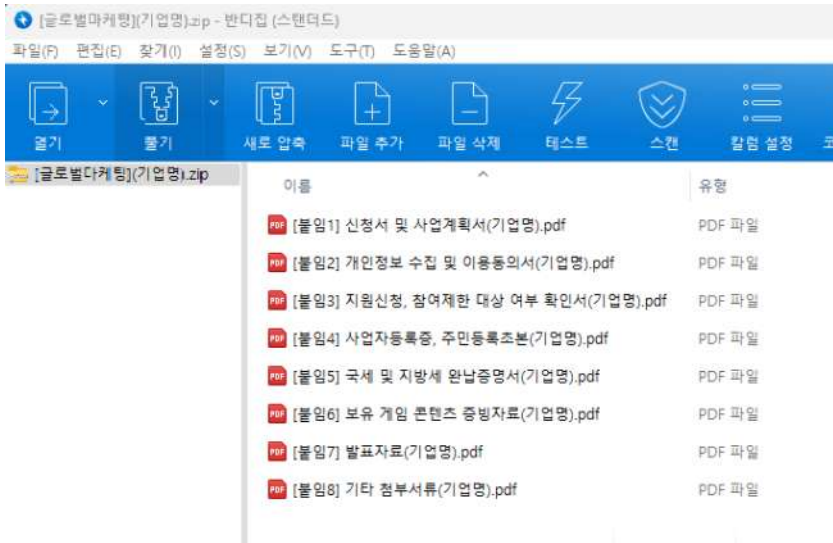 [글로벌마케팅](기업명).zip - 반디집 (스탠더드)
파일(F) 편집(E) 찾기(I) 설정(S) 보기(V) 도구(T) 도움말(A)
열기 풀기 새로 압축 파일 추가 파일 삭제 테스트 스캔 칼럼 설정 코
[글로벌마케팅](기업명).zip
이름 유형
PDF [붙임1] 신청서 및 사업계획서(기업명).pdf PDF 파일
PDF [붙임2] 개인정보 수집 및 이용동의서(기업명).pdf PDF 파일
PDF [붙임3] 지원신청, 참여제한 대상 여부 확인서(기업명).pdf PDF 파일
PDF [붙임4] 사업자등록증, 주민등록초본(기업명).pdf PDF 파일
PDF [붙임5] 국세 및 지방세 완납증명서(기업명).pdf PDF 파일
PDF [붙임6] 보유 게임 콘텐츠 증빙자료(기업명).pdf PDF 파일
PDF [붙임7] 발표자료(기업명).pdf PDF 파일
PDF [붙임8] 기타 첨부서류(기업명).pdf PDF 파일